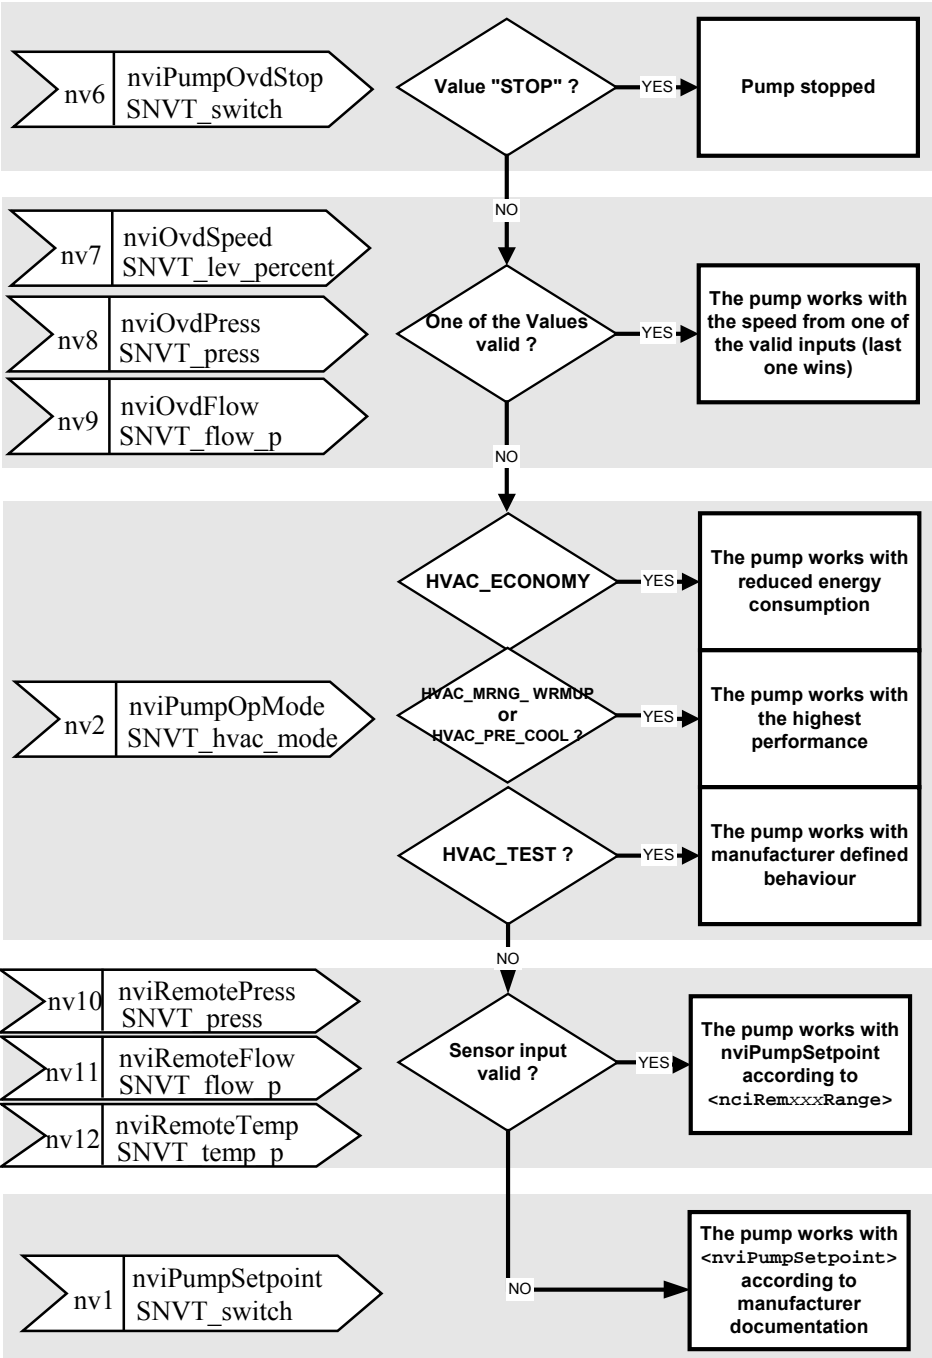 nv6
nviPumpOvdStop
SNVT_switch
Value "STOP" ?
YES
Pump stopped
NO
nv7
nviOvdSpeed
SNVT_lev_percent
nv8
nviOvdPress
SNVT_press
nv9
nviOvdFlow
SNVT_flow_p
One of the Values
valid ?
YES
The pump works with
the speed from one of
the valid inputs (last
one wins)
NO
HVAC_ECONOMY
YES
The pump works with
reduced energy
consumption
nv2
nviPumpOpMode
SNVT_hvac_mode
HVAC_MRNG_ WRMUP
or
HVAC_PRE_COOL ?
YES
The pump works with
the highest
performance
HVAC_TEST ?
YES
The pump works with
manufacturer defined
behaviour
NO
nv10
nviRemotePress
SNVT_press
nv11
nviRemoteFlow
SNVT_flow_p
nv12
nviRemoteTemp
SNVT_temp_p
Sensor input
valid ?
YES
The pump works with
nviPumpSetpoint
according to
<nciRemxxxRange>
nv1
nviPumpSetpoint
SNVT_switch
NO
The pump works with
<nviPumpSetpoint>
according to
manufacturer
documentation